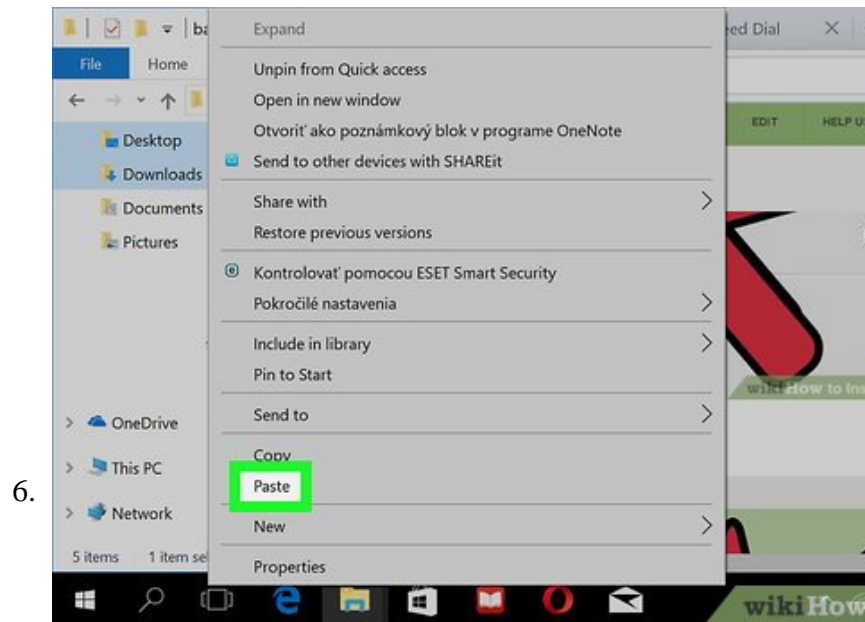 ba
Expand
eed Dial
File
Home
Unpin from Quick access
Open in new window
EDIT
HELP U
Desktop
Otvoriť ako poznámkový blok v programe OneNote
Downloads
Send to other devices with SHAREit
Documents
Share with
Pictures
Restore previous versions
Kontrolovať pomocou ESET Smart Security
Pokročilé nastavenia
Include in library
Pin to Start
wikiHow to Ins
OneDrive
Send to
This PC
Copy
6.
Paste
Network
New
5 items
1 item sel
Properties
wikiHow